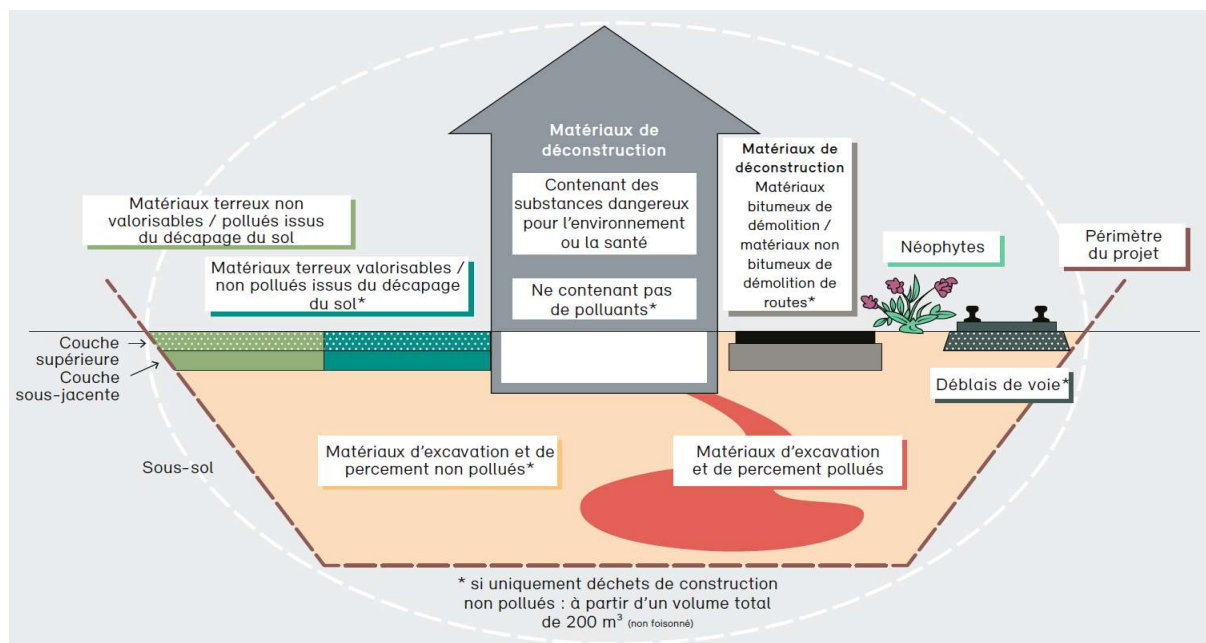 Matériaux de
déconstruction
Contenant des
substances dangereux
pour l'environnement
ou la santé
Ne contenant pas
de polluants*
Matériaux de
déconstruction
Matériaux
bitumeux de
démolition /
matériaux non
bitumeux de
démolition de
routes*
Matériaux terreux non
valorisables / pollués issus
du décapage du sol
Matériaux terreux valorisables /
non pollués issus du décapage
du sol*
Néophytes
Périmètre
du projet
Couche
supérieure
Couche
sous-jacente
Déblais de voie*
Sous-sol
Matériaux d'excavation et de
percement non pollués*
Matériaux d'excavation
et de percement pollués
* si uniquement déchets de construction
non pollués : à partir d'un volume total
de 200 m³ (non foisonné)